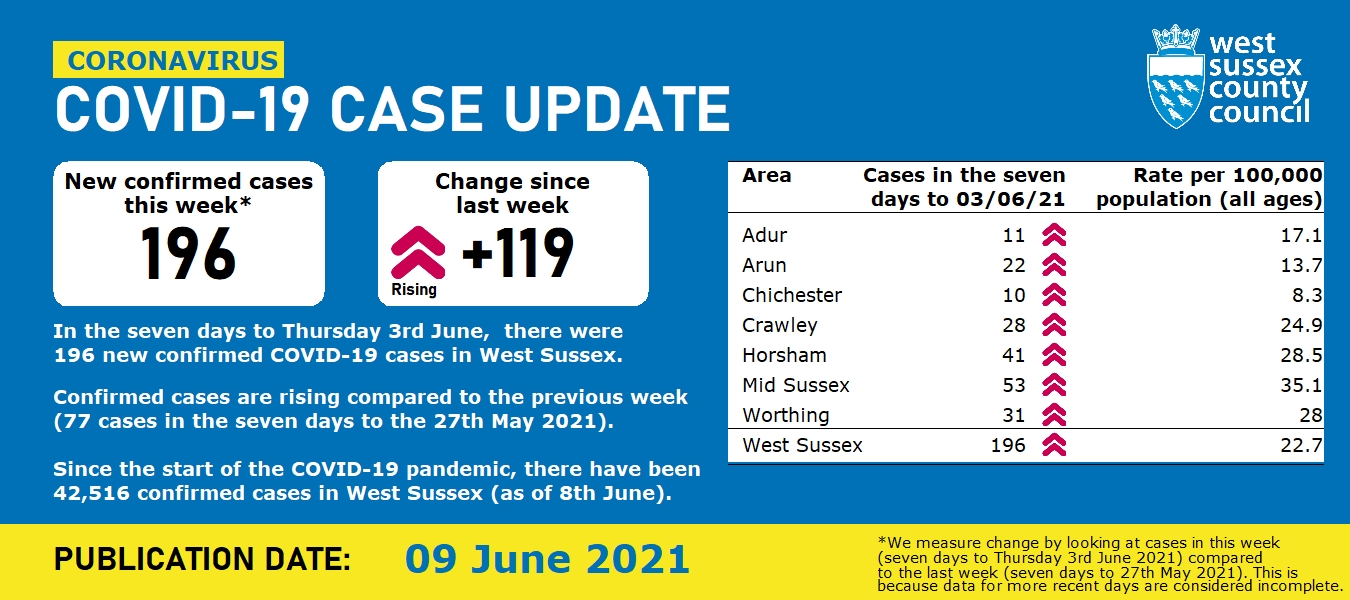 CORONAVIRUS
COVID-19 CASE UPDATE
west
sussex
county
council
New confirmed cases
this week*
196
Change since
last week
+119
Rising
In the seven days to Thursday 3rd June,  there were
196 new confirmed COVID-19 cases in West Sussex.
Confirmed cases are rising compared to the previous week
(77 cases in the seven days to the 27th May 2021).
Since the start of the COVID-19 pandemic, there have been
42,516 confirmed cases in West Sussex (as of 8th June).
Area Cases in the seven Rate per 100,000
days to 03/06/21 population (all ages)
Adur 11 17.1
Arun 22 13.7
Chichester 10 8.3
Crawley 28 24.9
Horsham 41 28.5
Mid Sussex 53 35.1
Worthing 31 28
West Sussex 196 22.7
PUBLICATION DATE: 09 June 2021
*We measure change by looking at cases in this week
(seven days to Thursday 3rd June 2021) compared
to the last week (seven days to 27th May 2021). This is
because data for more recent days are considered incomplete.